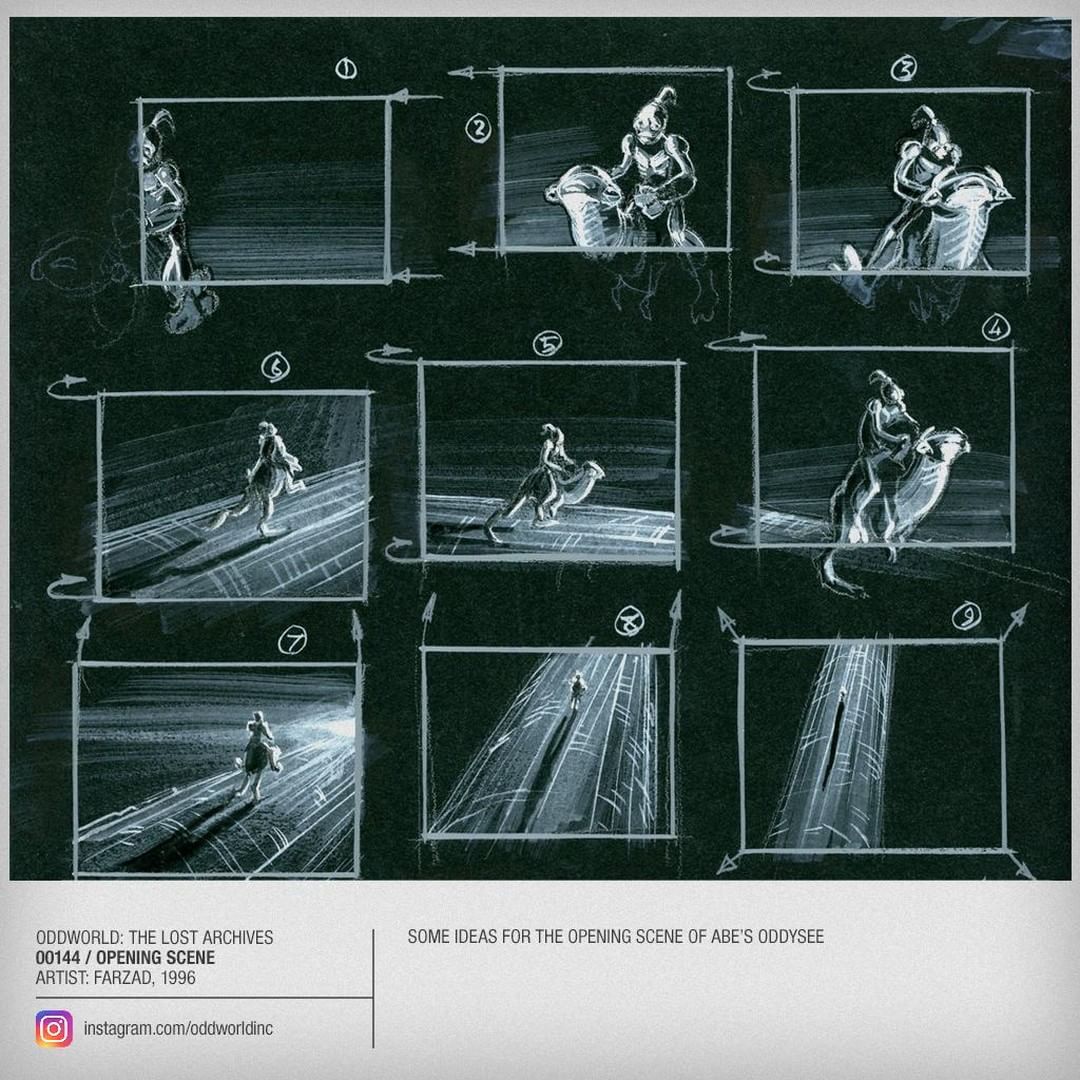 1
2
3
4
5
6
7
8
9
ODDWORLD: THE LOST ARCHIVES
00144 / OPENING SCENE
ARTIST: FARZAD, 1996
instagram.com/oddworldinc
SOME IDEAS FOR THE OPENING SCENE OF ABE'S ODDYSEE